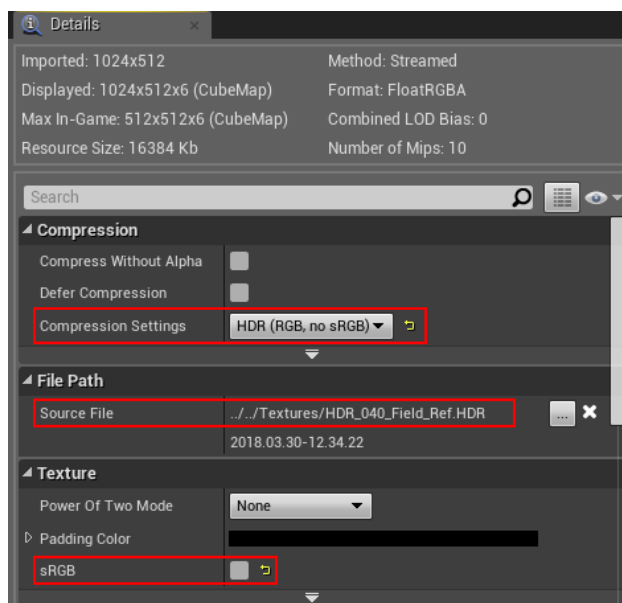 Details
Imported: 1024x512 Method: Streamed
Displayed: 1024x512x6 (CubeMap) Format: FloatRGBA
Max In-Game: 512x512x6 (CubeMap) Combined LOD Bias: 0
Resource Size: 16384 Kb Number of Mips: 10
Search
Compression
Compress Without Alpha
Defer Compression
Compression Settings HDR (RGB, no sRGB)
File Path
Source File ../../Textures/HDR_040_Field_Ref.HDR ...
2018.03.30-12.34.22
Texture
Power Of Two Mode None
Padding Color
sRGB